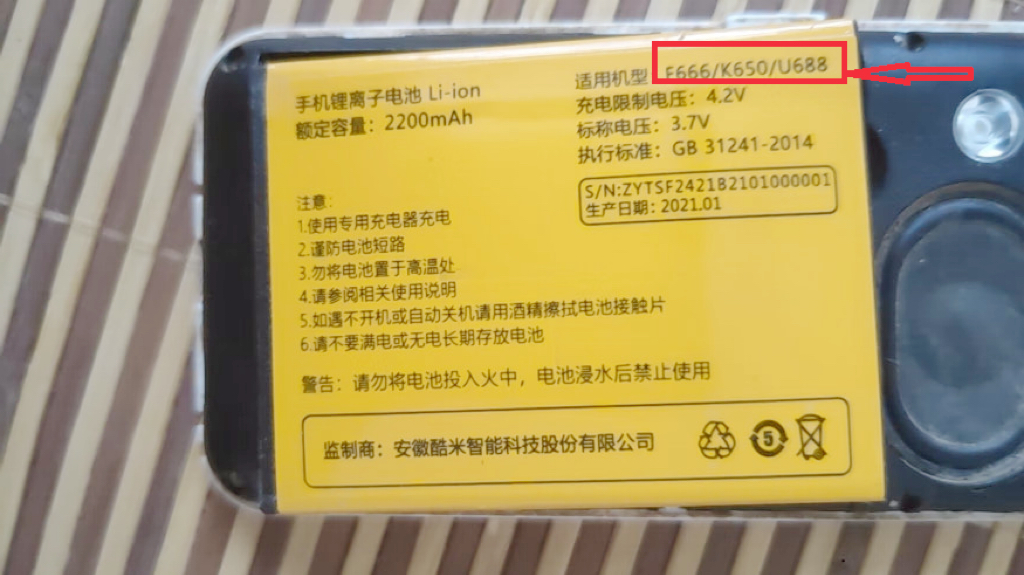 手机锂离子电池 Li-ion
额定容量：2200mAh
适用机型 F666/K650/U688
充电限制电压：4.2V
标称电压：3.7V
执行标准：GB 31241-2014
S/N:ZYTSF2421B2101000001
生产日期：2021.01
注意：
1.使用专用充电器充电
2.谨防电池短路
3.勿将电池置于高温处
4.请参阅相关使用说明
5.如遇不开机或自动关机请用酒精擦拭电池接触片
6.请不要满电或无电长期存放电池
警告：请勿将电池投入火中，电池浸水后禁止使用
监制商：安徽酷米智能科技股份有限公司
5